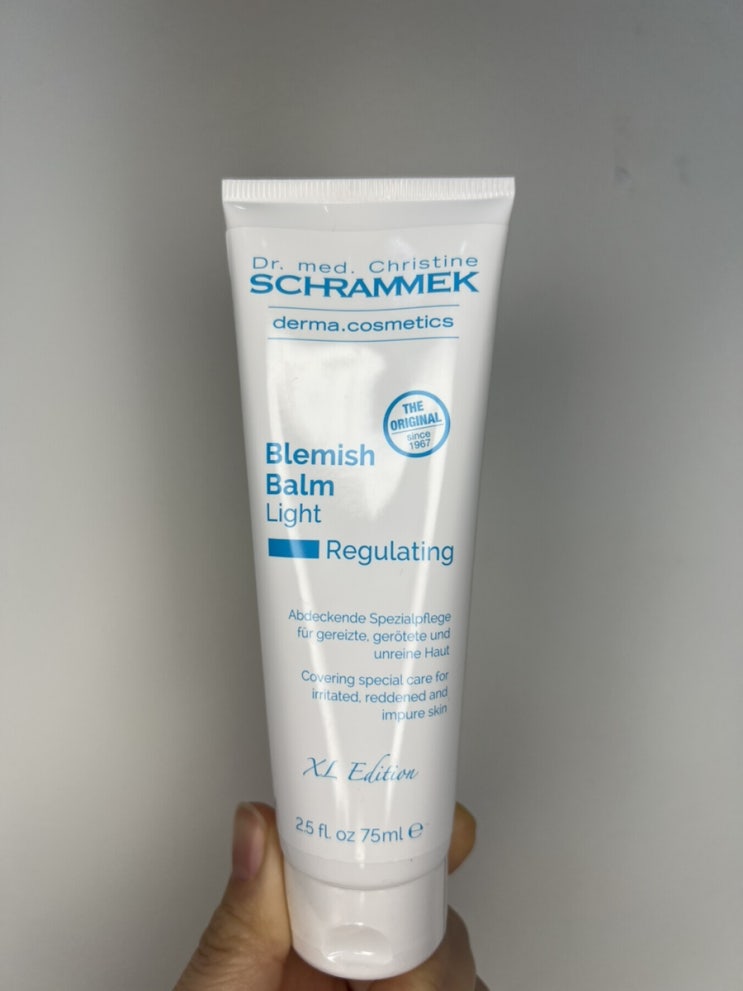 Dr. med. Christine
SCHRAMMEK
derma.cosmetics
THE
ORIGINAL
since
1967
Blemish
Balm
Light
Regulating
Abdeckende Spezialpflege
für gereizte, gerötete und
unreine Haut
Covering special care for
irritated, reddened and
impure skin
XL Edition
2.5 fl. oz 75ml ℮